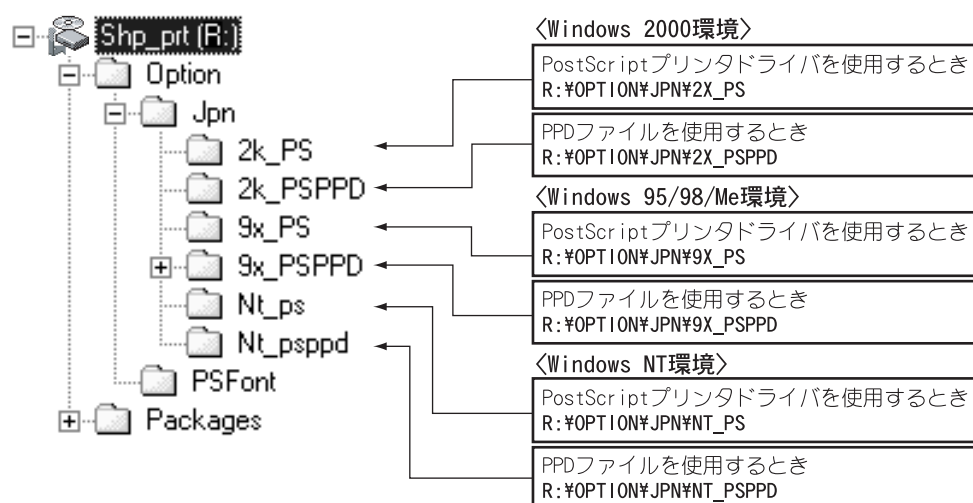 Shp_prt (R:)
Option
Jpn
2k_PS
2k_PSPPD
9x_PS
9x_PSPPD
Nt_ps
Nt_psppd
PSFont
Packages
〈Windows 2000環境〉
PostScriptプリンタドライバを使用するとき
R:¥OPTION¥JPN¥2X_PS
PPDファイルを使用するとき
R:¥OPTION¥JPN¥2X_PSPPD
〈Windows 95/98/Me環境〉
PostScriptプリンタドライバを使用するとき
R:¥OPTION¥JPN¥9X_PS
PPDファイルを使用するとき
R:¥OPTION¥JPN¥9X_PSPPD
〈Windows NT環境〉
PostScriptプリンタドライバを使用するとき
R:¥OPTION¥JPN¥NT_PS
PPDファイルを使用するとき
R:¥OPTION¥JPN¥NT_PSPPD